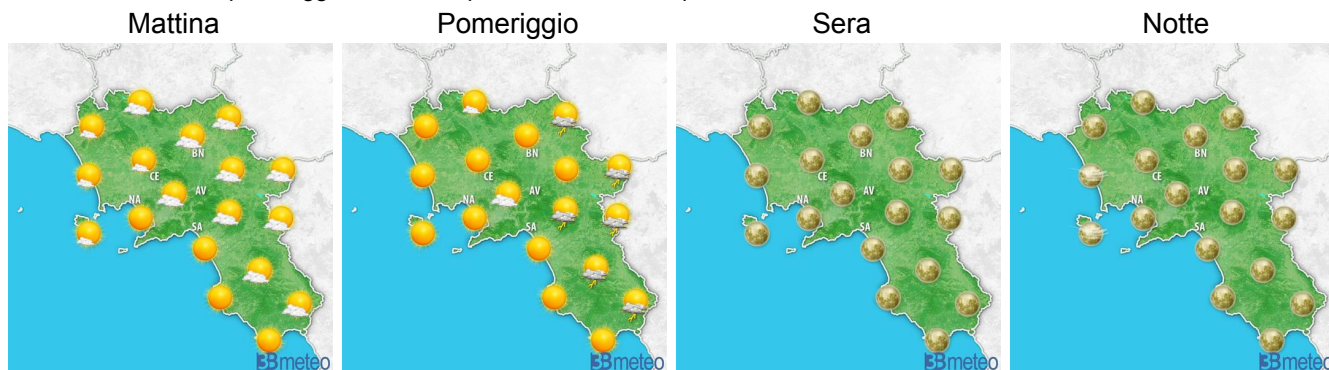 Mattina
Pomeriggio
Sera
Notte
BN
CE
AV
NA
SA
3Bmeteo
BN
CE
AV
NA
SA
3Bmeteo
BN
CE
AV
NA
SA
3Bmeteo
BN
CE
AV
NA
SA
3Bmeteo